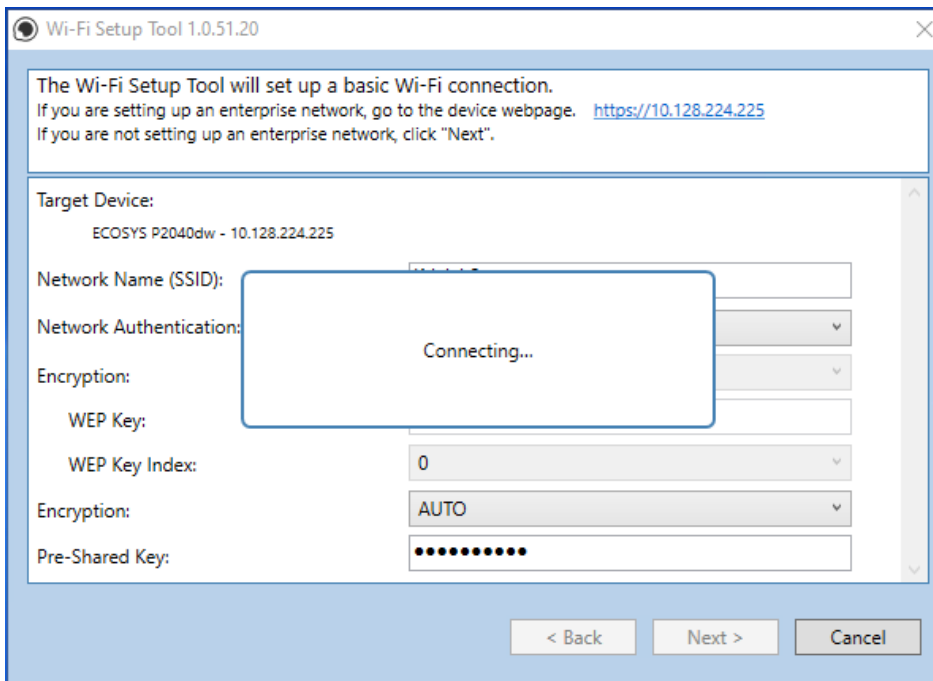 Wi-Fi Setup Tool 1.0.51.20
The Wi-Fi Setup Tool will set up a basic Wi-Fi connection.
If you are setting up an enterprise network, go to the device webpage. https://10.128.224.225
If you are not setting up an enterprise network, click "Next".
Target Device:
ECOSYS P2040dw - 10.128.224.225
Network Name (SSID):
Network Authentication:
Connecting...
Encryption:
WEP Key:
WEP Key Index: 0
Encryption: AUTO
Pre-Shared Key: ●●●●●●●●●●
< Back Next > Cancel